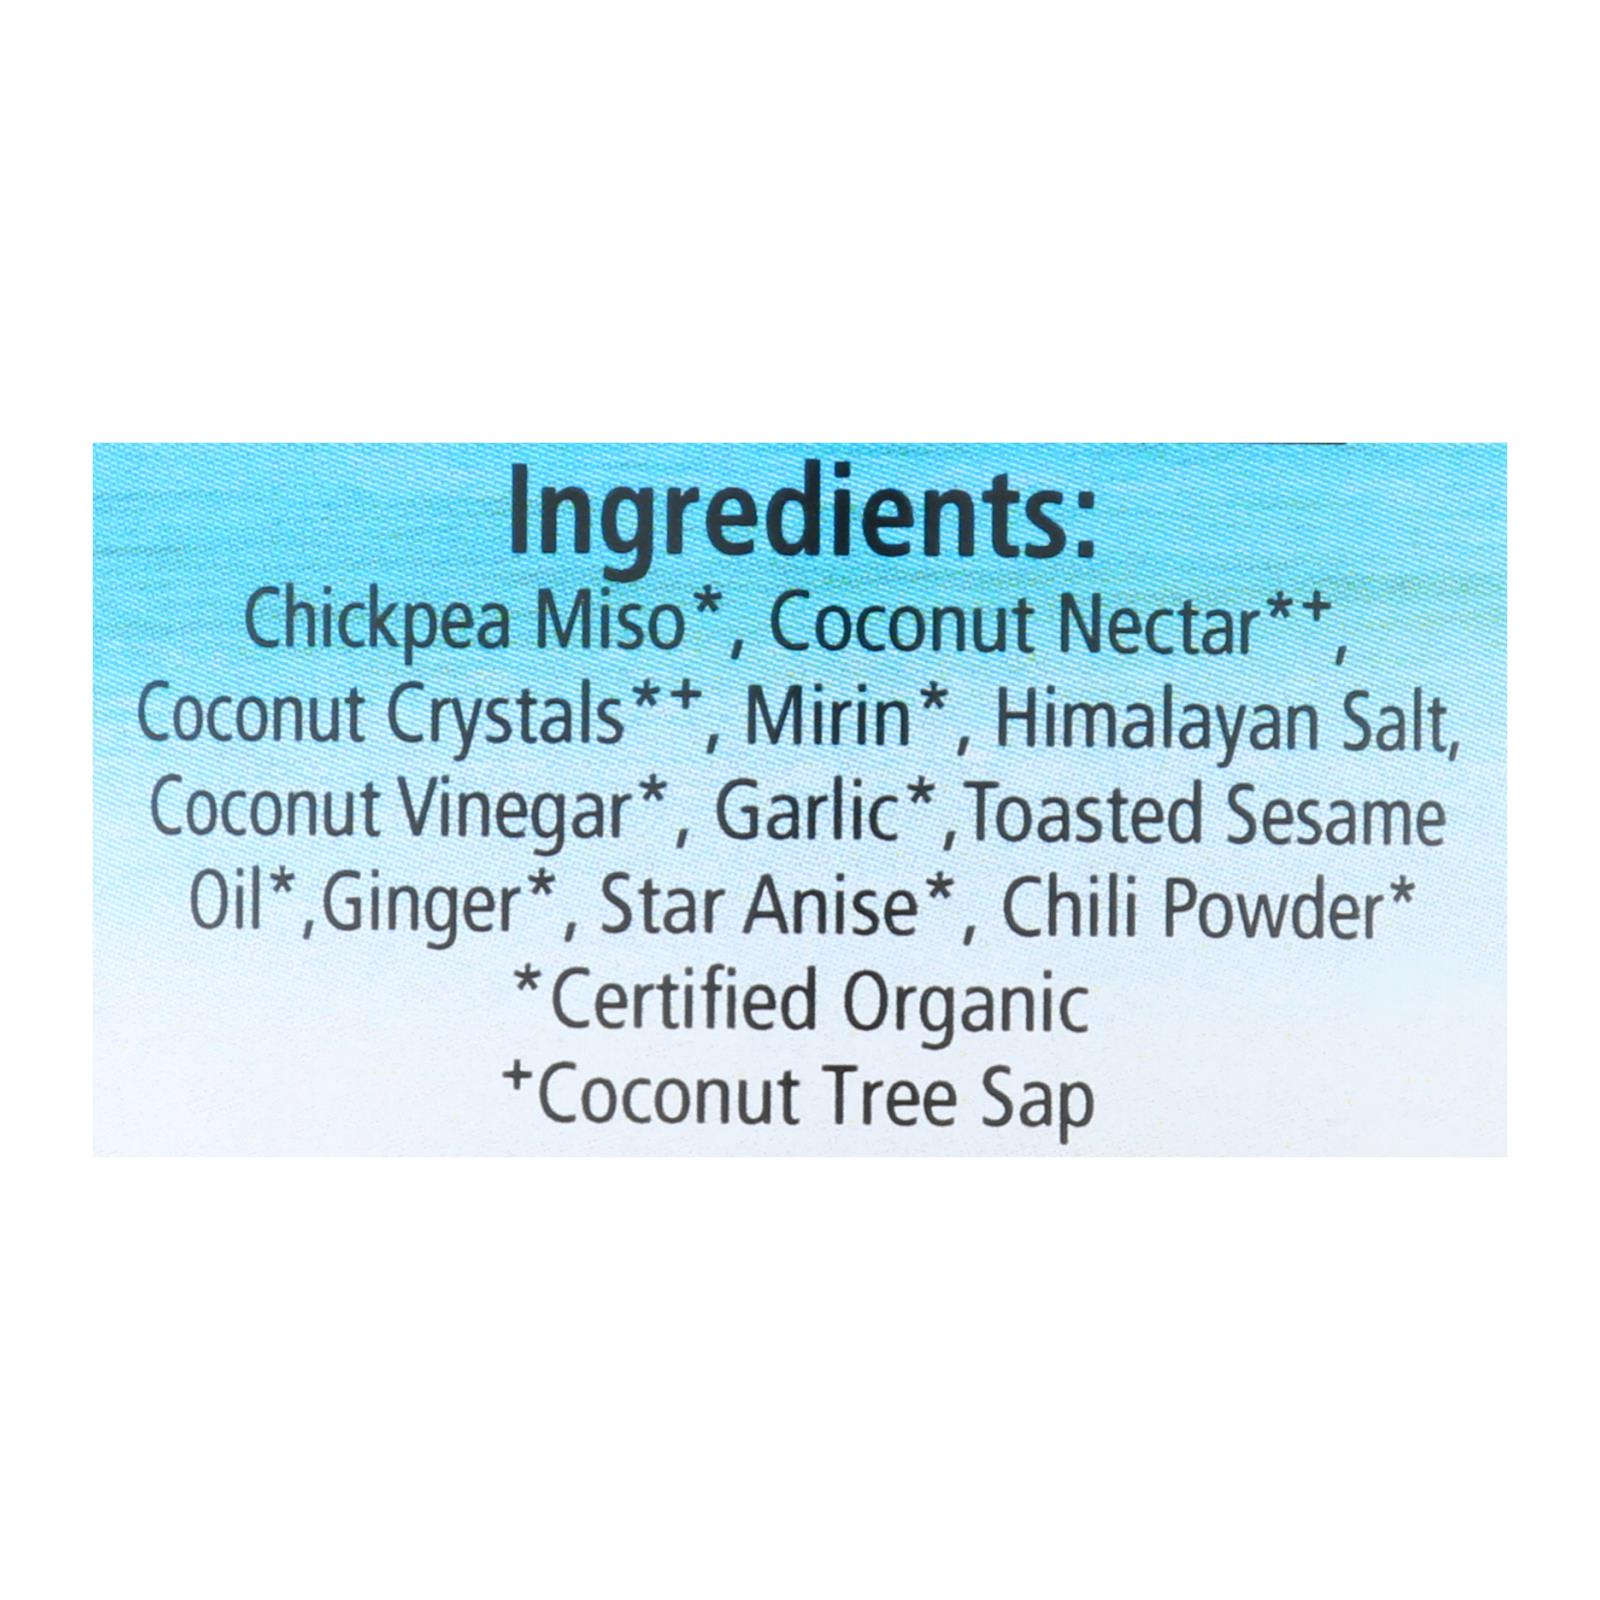 Ingredients:
Chickpea Miso*, Coconut Nectar*+,
Coconut Crystals*+, Mirin*, Himalayan Salt,
Coconut Vinegar*, Garlic*,Toasted Sesame
Oil*,Ginger*, Star Anise*, Chili Powder*
*Certified Organic
+Coconut Tree Sap